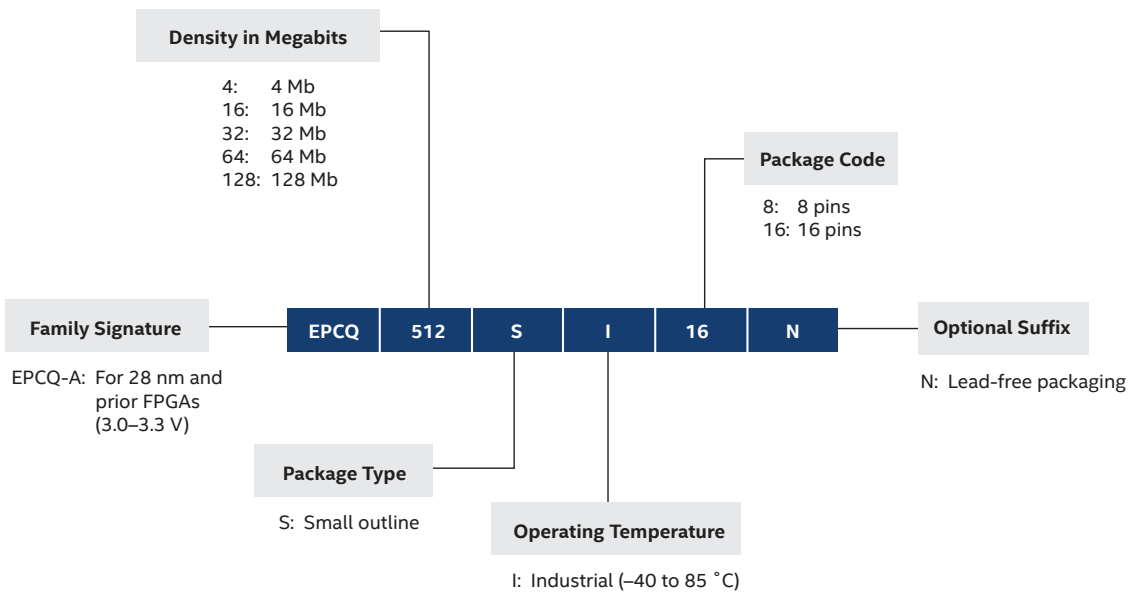 Density in Megabits
4: 4 Mb
16: 16 Mb
32: 32 Mb
64: 64 Mb
128: 128 Mb
Package Code
8: 8 pins
16: 16 pins
Family Signature
EPCQ 512 S I 16 N
Optional Suffix
EPCQ-A: For 28 nm and
prior FPGAs
(3.0–3.3 V)
N: Lead-free packaging
Package Type
S: Small outline
Operating Temperature
I: Industrial (–40 to 85 ˚C)